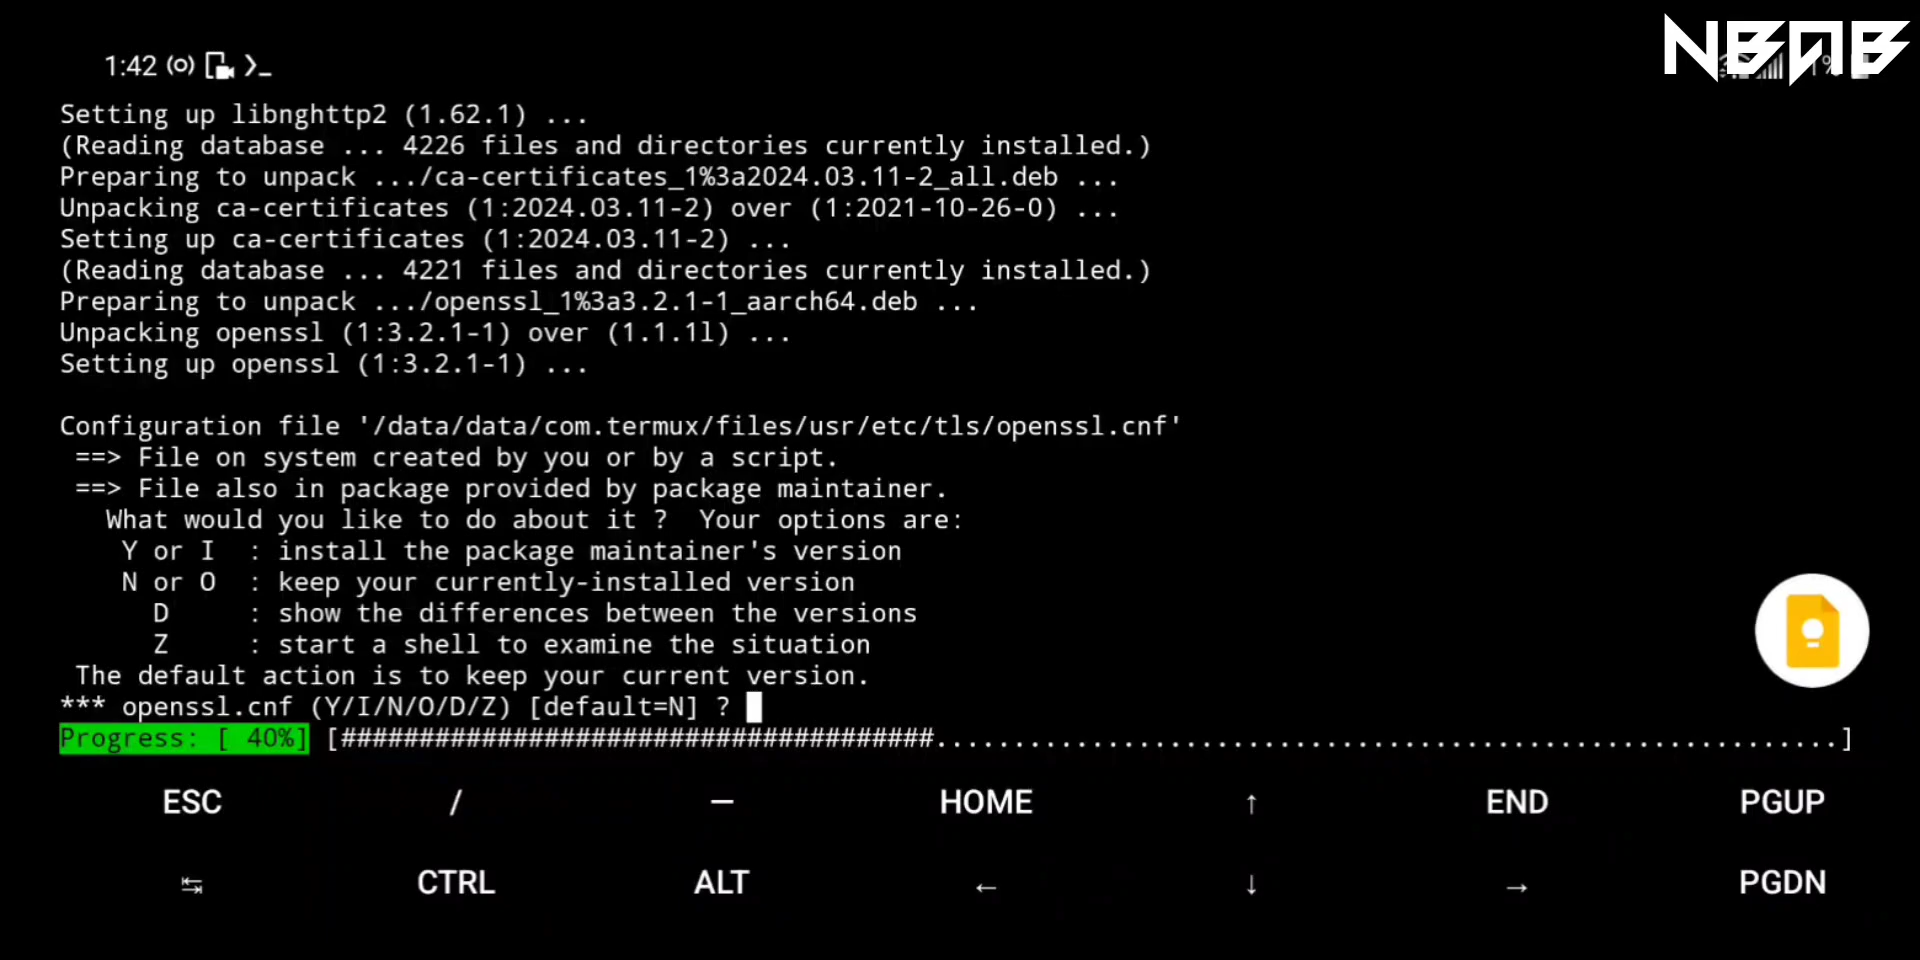 NBAB
1:42
Setting up libnghttp2 (1.62.1) ...
(Reading database ... 4226 files and directories currently installed.)
Preparing to unpack .../ca-certificates_1%3a2024.03.11-2_all.deb ...
Unpacking ca-certificates (1:2024.03.11-2) over (1:2021-10-26-0) ...
Setting up ca-certificates (1:2024.03.11-2) ...
(Reading database ... 4221 files and directories currently installed.)
Preparing to unpack .../openssl_1%3a3.2.1-1_aarch64.deb ...
Unpacking openssl (1:3.2.1-1) over (1.1.1l) ...
Setting up openssl (1:3.2.1-1) ...
Configuration file '/data/data/com.termux/files/usr/etc/tls/openssl.cnf'
==> File on system created by you or by a script.
==> File also in package provided by package maintainer.
What would you like to do about it ?  Your options are:
Y or I  : install the package maintainer's version
N or O  : keep your currently-installed version
D     : show the differences between the versions
Z     : start a shell to examine the situation
The default action is to keep your current version.
*** openssl.cnf (Y/I/N/O/D/Z) [default=N] ?
Progress: [ 40%] [######################################..........................................................]
ESC / — HOME ↑ END PGUP
↹ CTRL ALT ← ↓ → PGDN